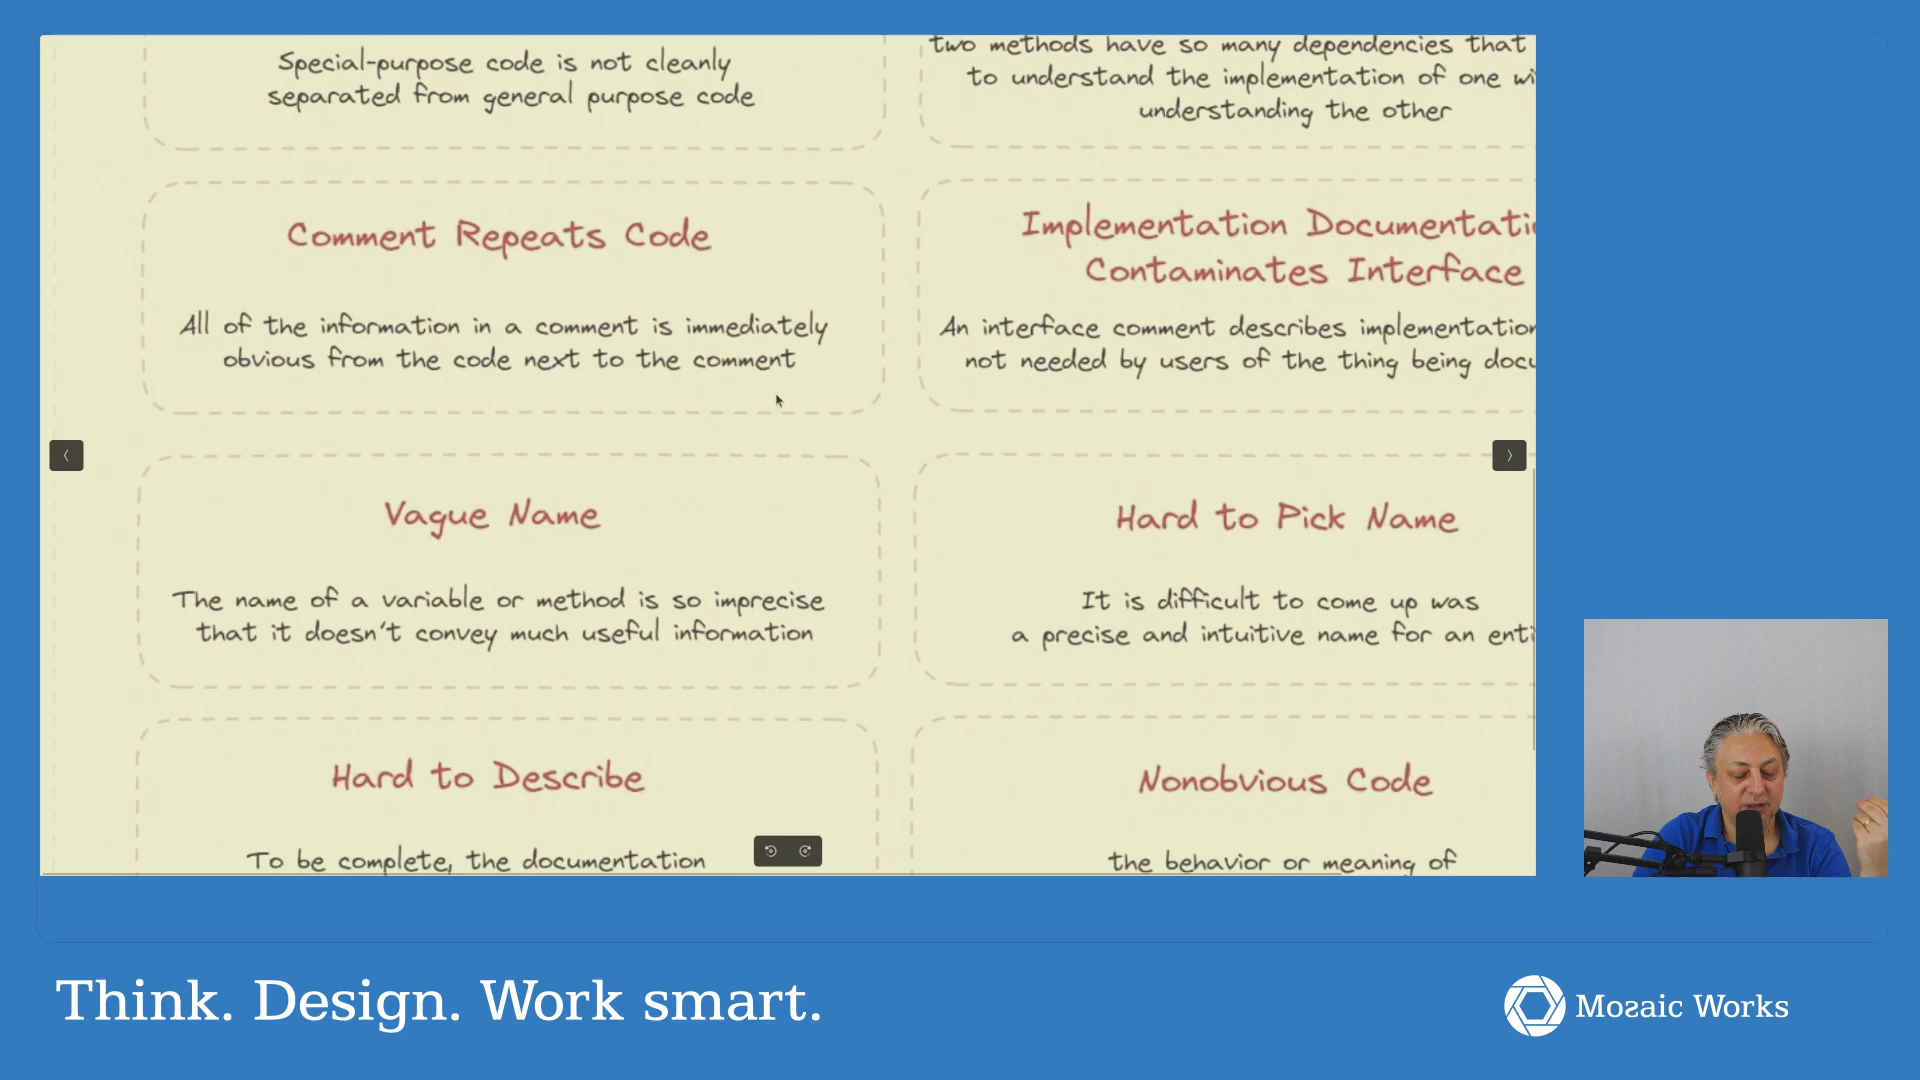 Special-purpose code is not cleanly
separated from general purpose code
two methods have so many dependencies that
to understand the implementation of one
understanding the other
Comment Repeats Code
All of the information in a comment is immediately
obvious from the code next to the comment
Implementation
Contaminates Interface
An interface comment describes implementation
not needed by users of the thing being
Vague Name
The name of a variable or method is so imprecise
that it doesn't convey much useful information
Hard to Pick Name
It is difficult to come up was
a precise and intuitive name for an
Hard to Describe
To be complete, the documentation
Nonobvious Code
the behavior or meaning of
Think. Design. Work smart.
Mozaic Works